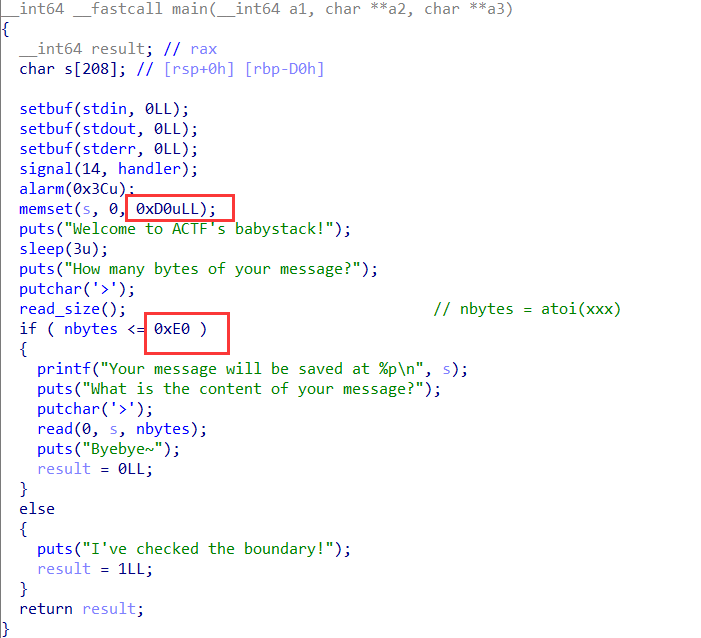 __int64 __fastcall main(__int64 a1, char **a2, char **a3)
{
  __int64 result; // rax
  char s[208]; // [rsp+0h] [rbp-D0h]

  setbuf(stdin, 0LL);
  setbuf(stdout, 0LL);
  setbuf(stderr, 0LL);
  signal(14, handler);
  alarm(0x3Cu);
  memset(s, 0, 0xD0uLL);
  puts("Welcome to ACTF's babystack!");
  sleep(3u);
  puts("How many bytes of your message?");
  putchar('>');
  read_size(); // nbytes = atoi(xxx)
  if ( nbytes <= 0xE0 )
  {
    printf("Your message will be saved at %p\n", s);
    puts("What is the content of your message?");
    putchar('>');
    read(0, s, nbytes);
    puts("Byebye~");
    result = 0LL;
  }
  else
  {
    puts("I've checked the boundary!");
    result = 1LL;
  }
  return result;
}